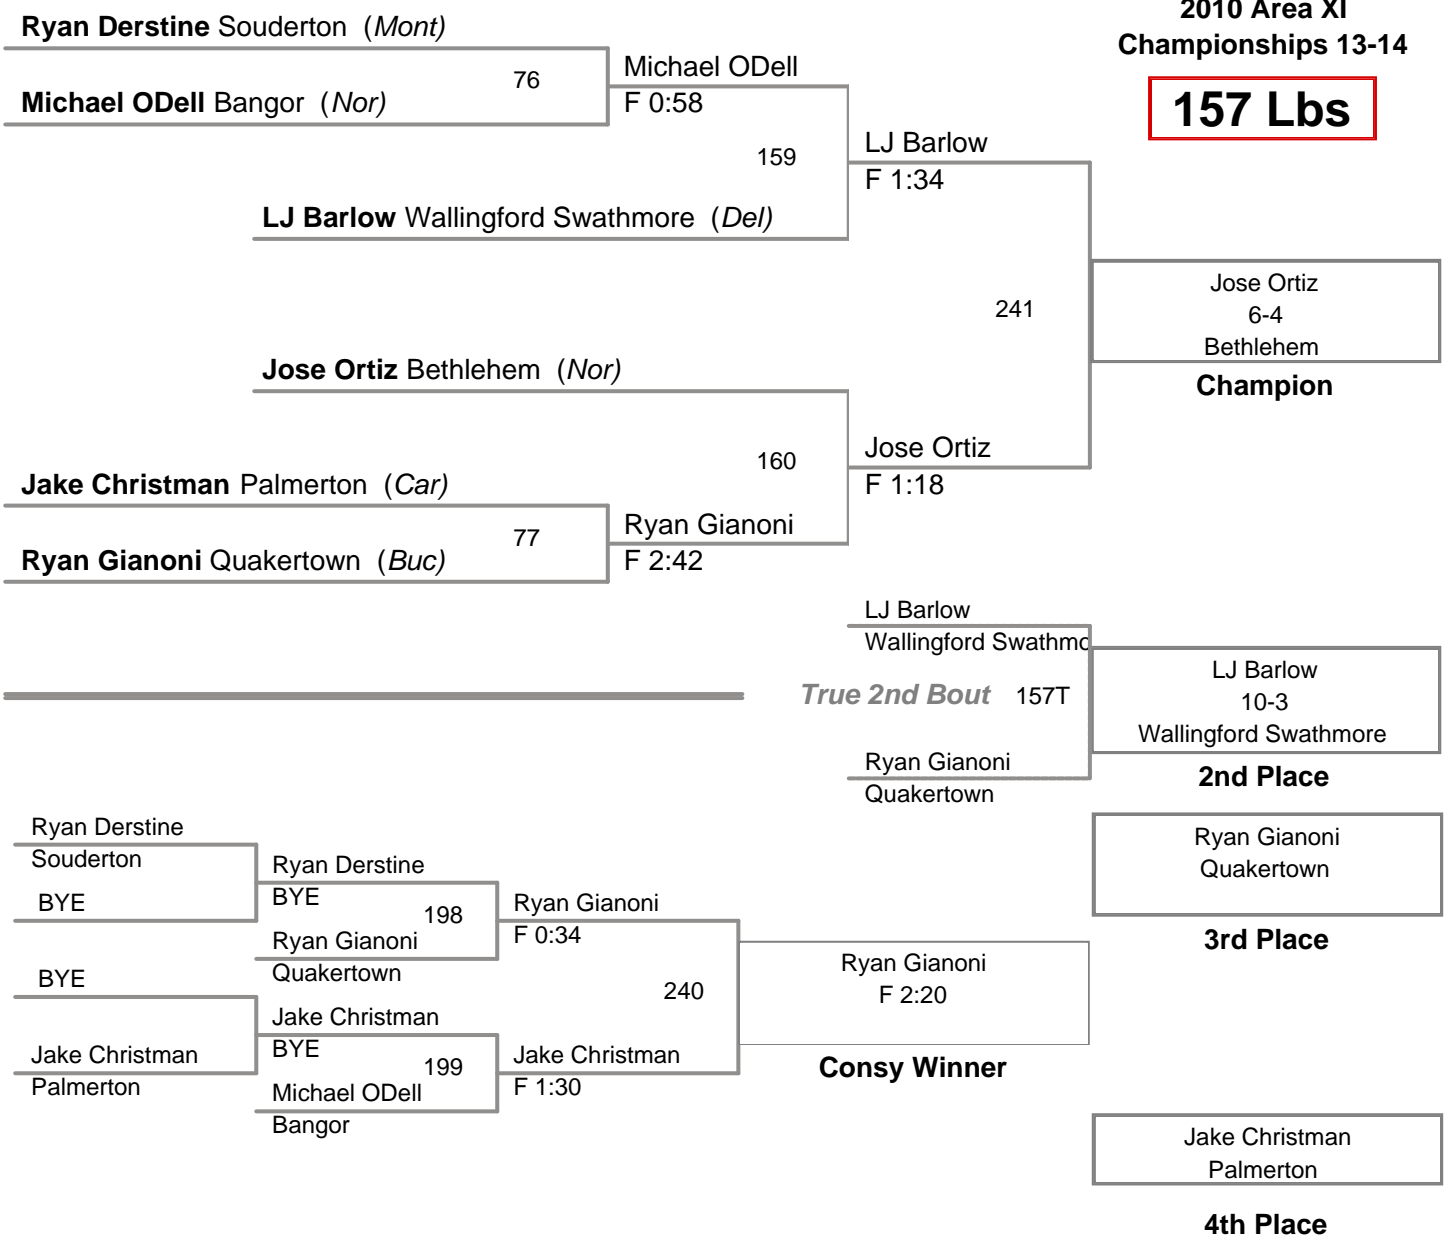 2010 Area XI
Championships 13-14
157 Lbs
Ryan Derstine Souderton (Mont)
76
Michael ODell Bangor (Nor)
Michael ODell
F 0:58
159
LJ Barlow Wallingford Swathmore (Del)
LJ Barlow
F 1:34
241
Jose Ortiz
6-4
Bethlehem
Champion
Jose Ortiz Bethlehem (Nor)
160
Jose Ortiz
F 1:18
Jake Christman Palmerton (Car)
77
Ryan Gianoni Quakertown (Buc)
Ryan Gianoni
F 2:42
LJ Barlow
Wallingford Swathmo
True 2nd Bout 157T
Ryan Gianoni
Quakertown
LJ Barlow
10-3
Wallingford Swathmore
2nd Place
Ryan Gianoni
Quakertown
3rd Place
Ryan Derstine
Souderton
BYE
BYE
Jake Christman
Palmerton
Ryan Derstine
BYE
198
Ryan Gianoni
Quakertown
Jake Christman
BYE
199
Michael ODell
Bangor
Ryan Gianoni
F 0:34
240
Jake Christman
F 1:30
Ryan Gianoni
F 2:20
Consy Winner
Jake Christman
Palmerton
4th Place